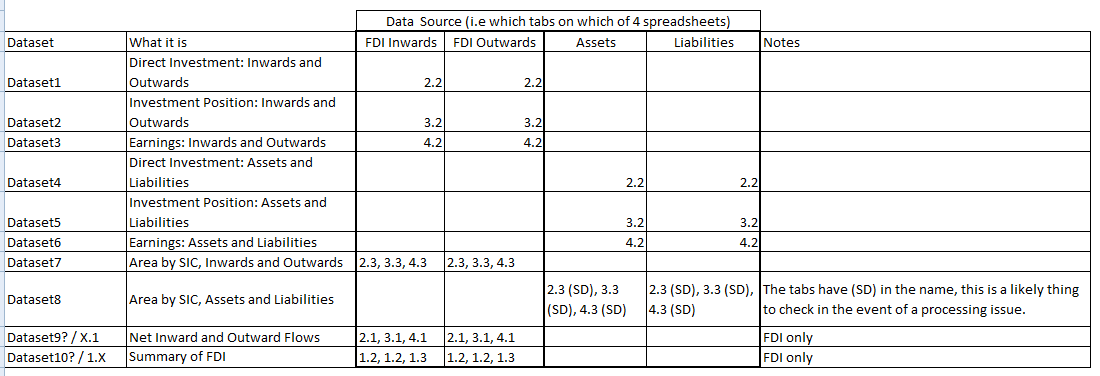 Data Source (i.e which tabs on which of 4 spreadsheets)
Dataset What it is FDI Inwards FDI Outwards Assets Liabilities Notes
Direct Investment: Inwards and
Dataset1 Outwards 2.2 2.2
Investment Position: Inwards and
Dataset2 Outwards 3.2 3.2
Dataset3 Earnings: Inwards and Outwards 4.2 4.2
Direct Investment: Assets and
Dataset4 Liabilities 2.2 2.2
Investment Position: Assets and
Dataset5 Liabilities 3.2 3.2
Dataset6 Earnings: Assets and Liabilities 4.2 4.2
Dataset7 Area by SIC, Inwards and Outwards 2.3, 3.3, 4.3 2.3, 3.3, 4.3
2.3 (SD), 3.3 2.3 (SD), 3.3 (SD), The tabs have (SD) in the name, this is a likely thing
Dataset8 Area by SIC, Assets and Liabilities (SD), 4.3 (SD) 4.3 (SD) to check in the event of a processing issue.
Dataset9? / X.1 Net Inward and Outward Flows 2.1, 3.1, 4.1 2.1, 3.1, 4.1 FDI only
Dataset10? / 1.X Summary of FDI 1.2, 1.2, 1.3 1.2, 1.2, 1.3 FDI only